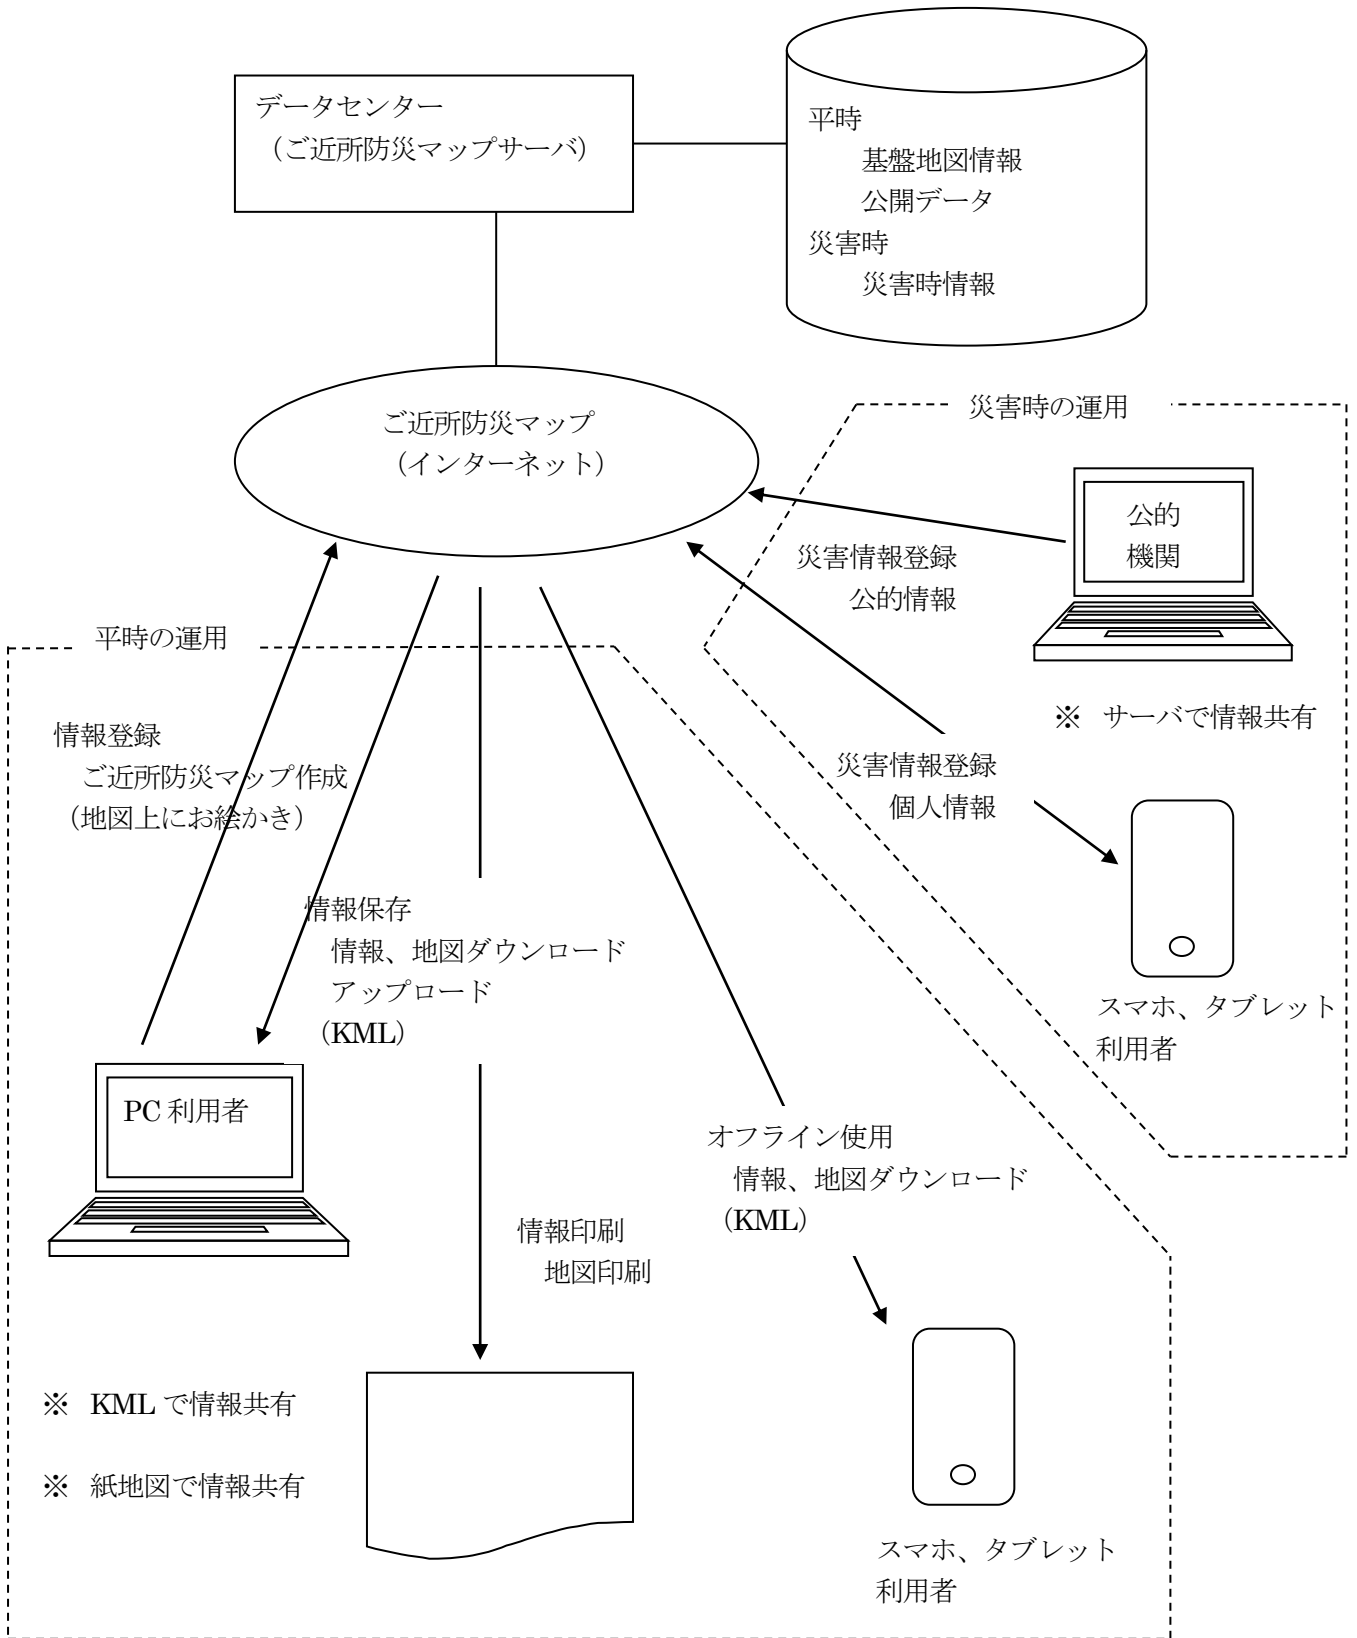 データセンター
（ご近所防災マップサーバ）
平時
基盤地図情報
公開データ
災害時
災害時情報
ご近所防災マップ
（インターネット）
災害時の運用
公的
機関
災害情報登録
公的情報
※ サーバで情報共有
災害情報登録
個人情報
スマホ、タブレット
利用者
平時の運用
情報登録
ご近所防災マップ作成
（地図上にお絵かき）
情報保存
情報、地図ダウンロード
アップロード
（KML）
PC 利用者
オフライン使用
情報、地図ダウンロード
（KML）
情報印刷
地図印刷
※ KML で情報共有
※ 紙地図で情報共有
スマホ、タブレット
利用者